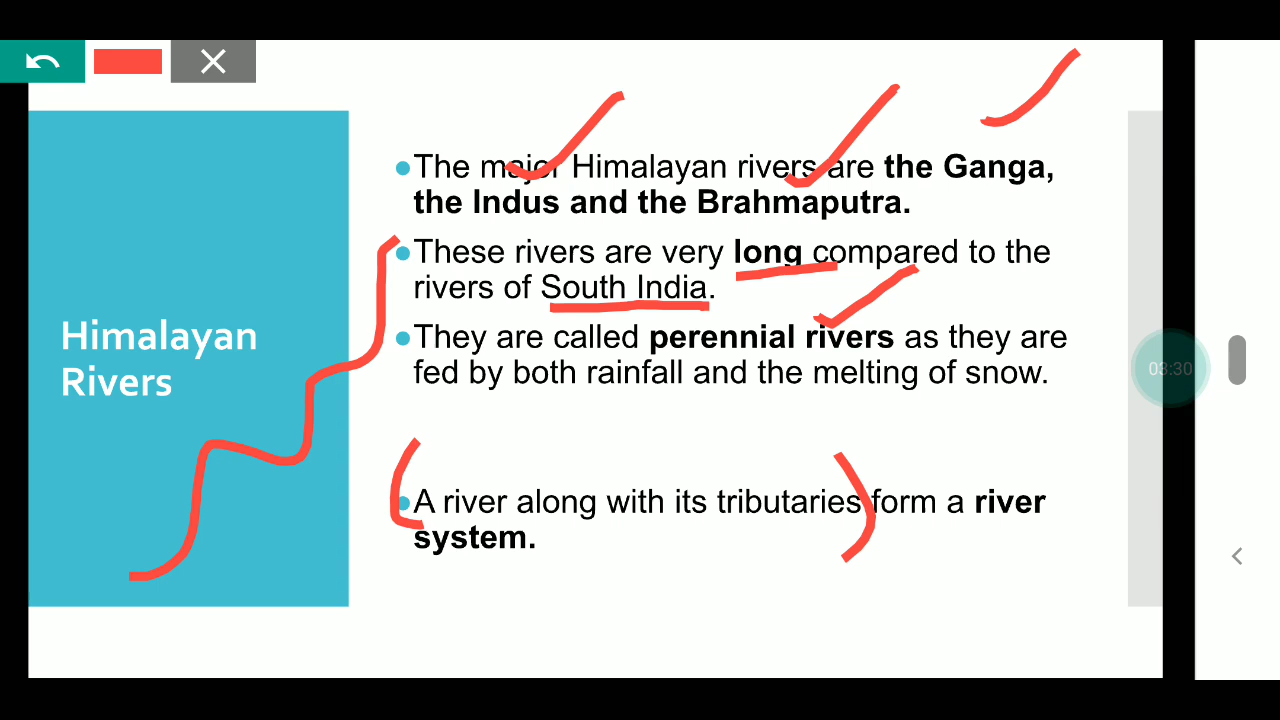 Himalayan
Rivers
●The major Himalayan rivers are the Ganga,
the Indus and the Brahmaputra.
●These rivers are very long compared to the
rivers of South India.
●They are called perennial rivers as they are
fed by both rainfall and the melting of snow.
●A river along with its tributaries form a river
system.
03:30